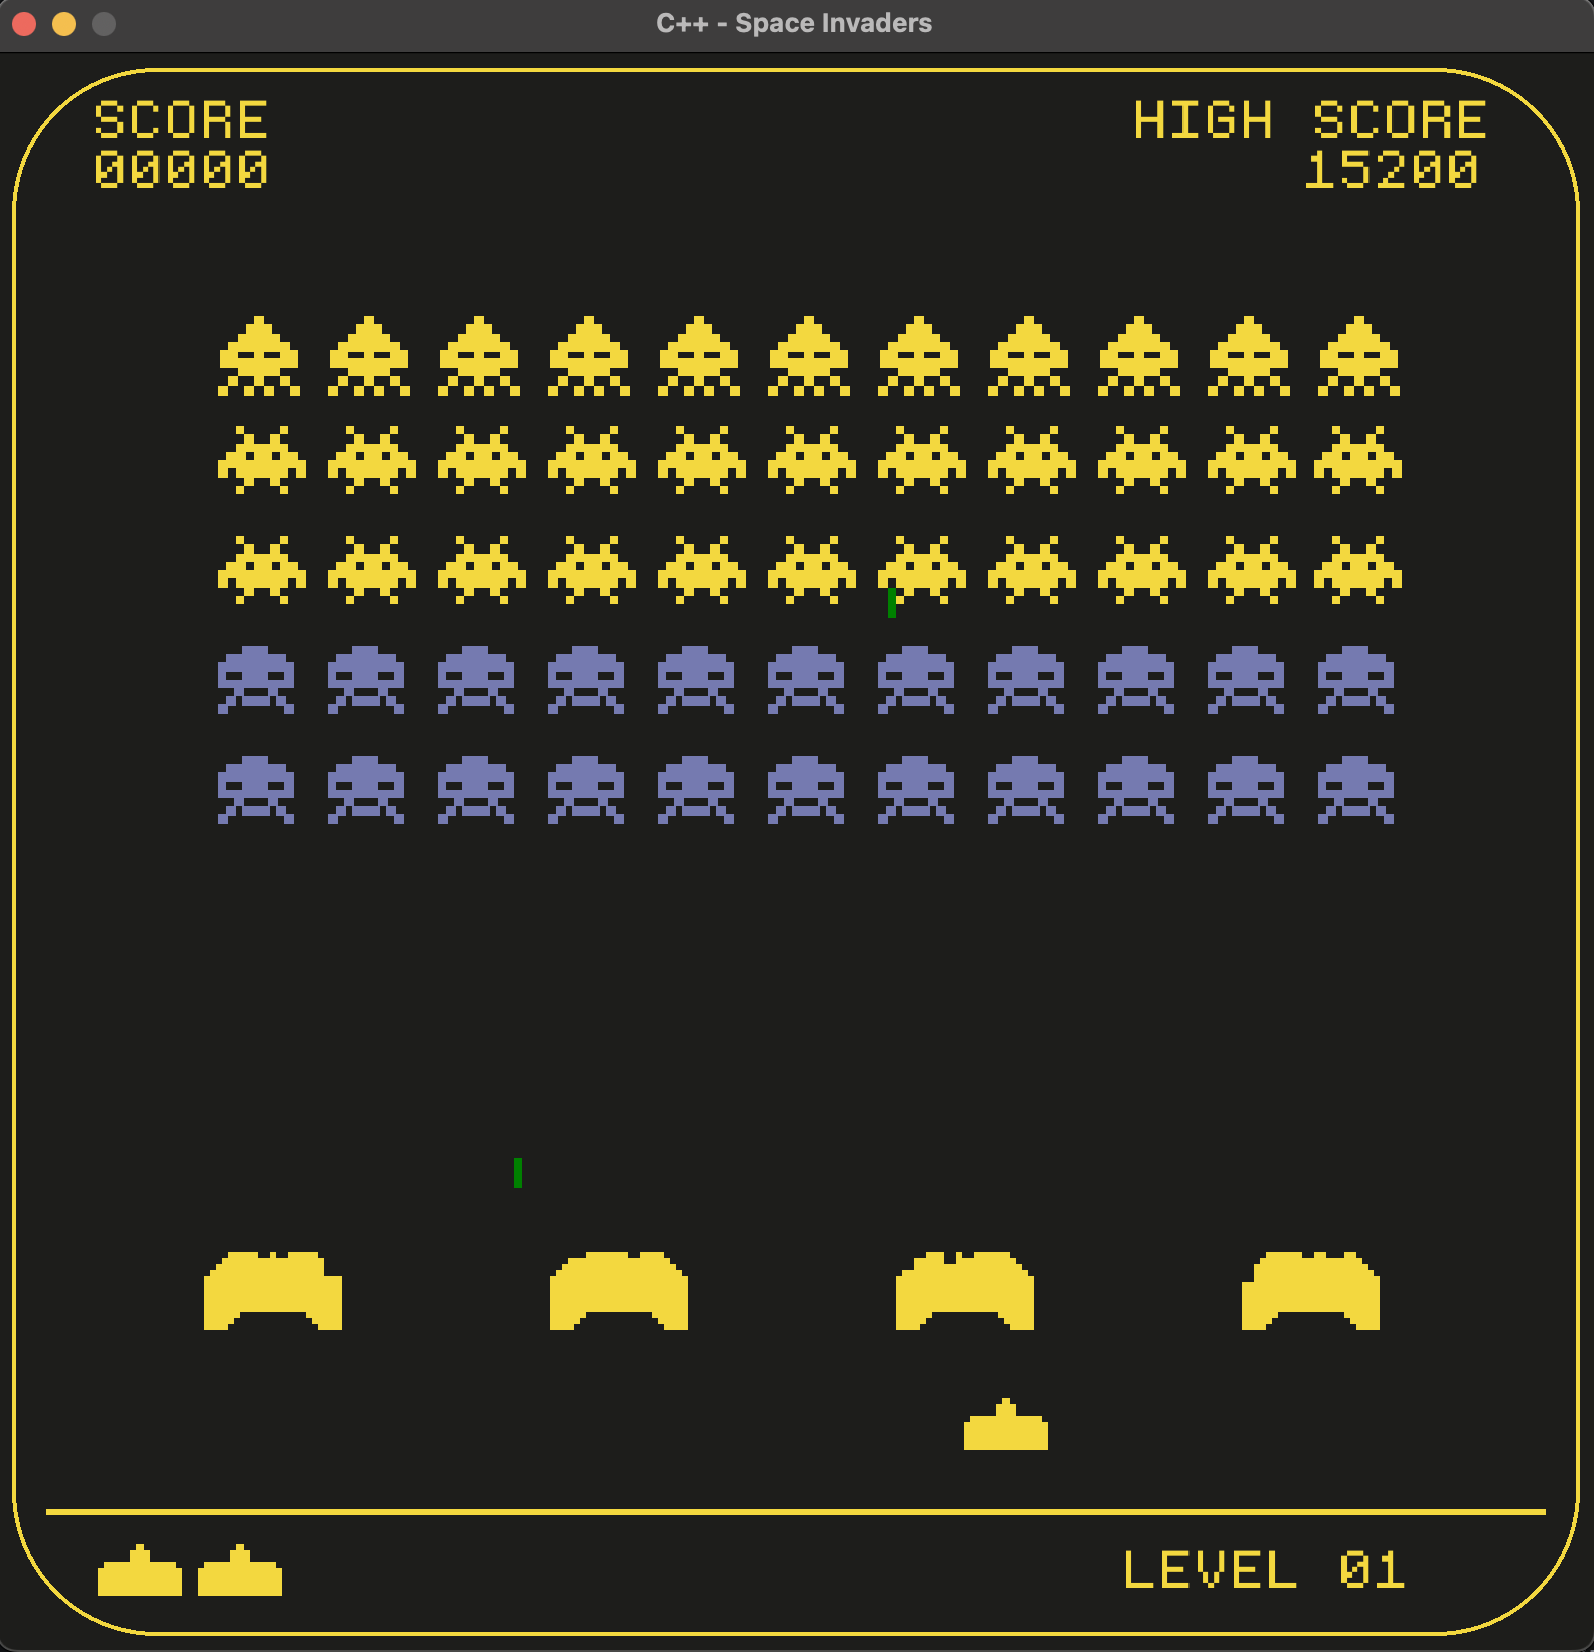 C++ - Space Invaders
SCORE
00000
HIGH SCORE
15200
LEVEL 01